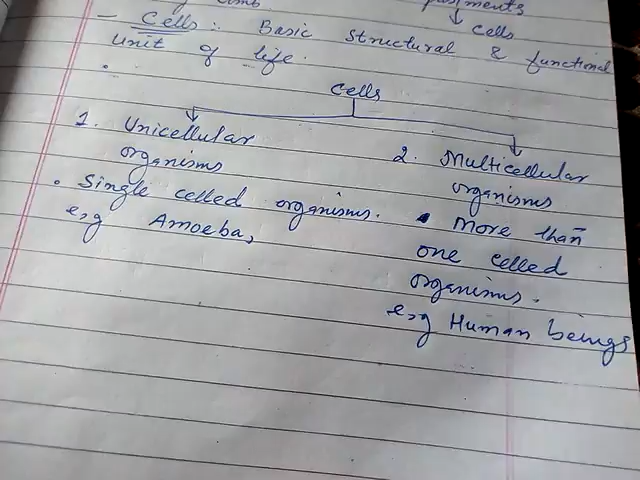 ↓ cells
- Cells: Basic structural & functional
unit of life.
Cells
1. Unicellular
organisms
• Single celled organisms.
e.g Amoeba,
2. Multicellular
organisms
• More than
one celled
organisms.
e.g Human beings